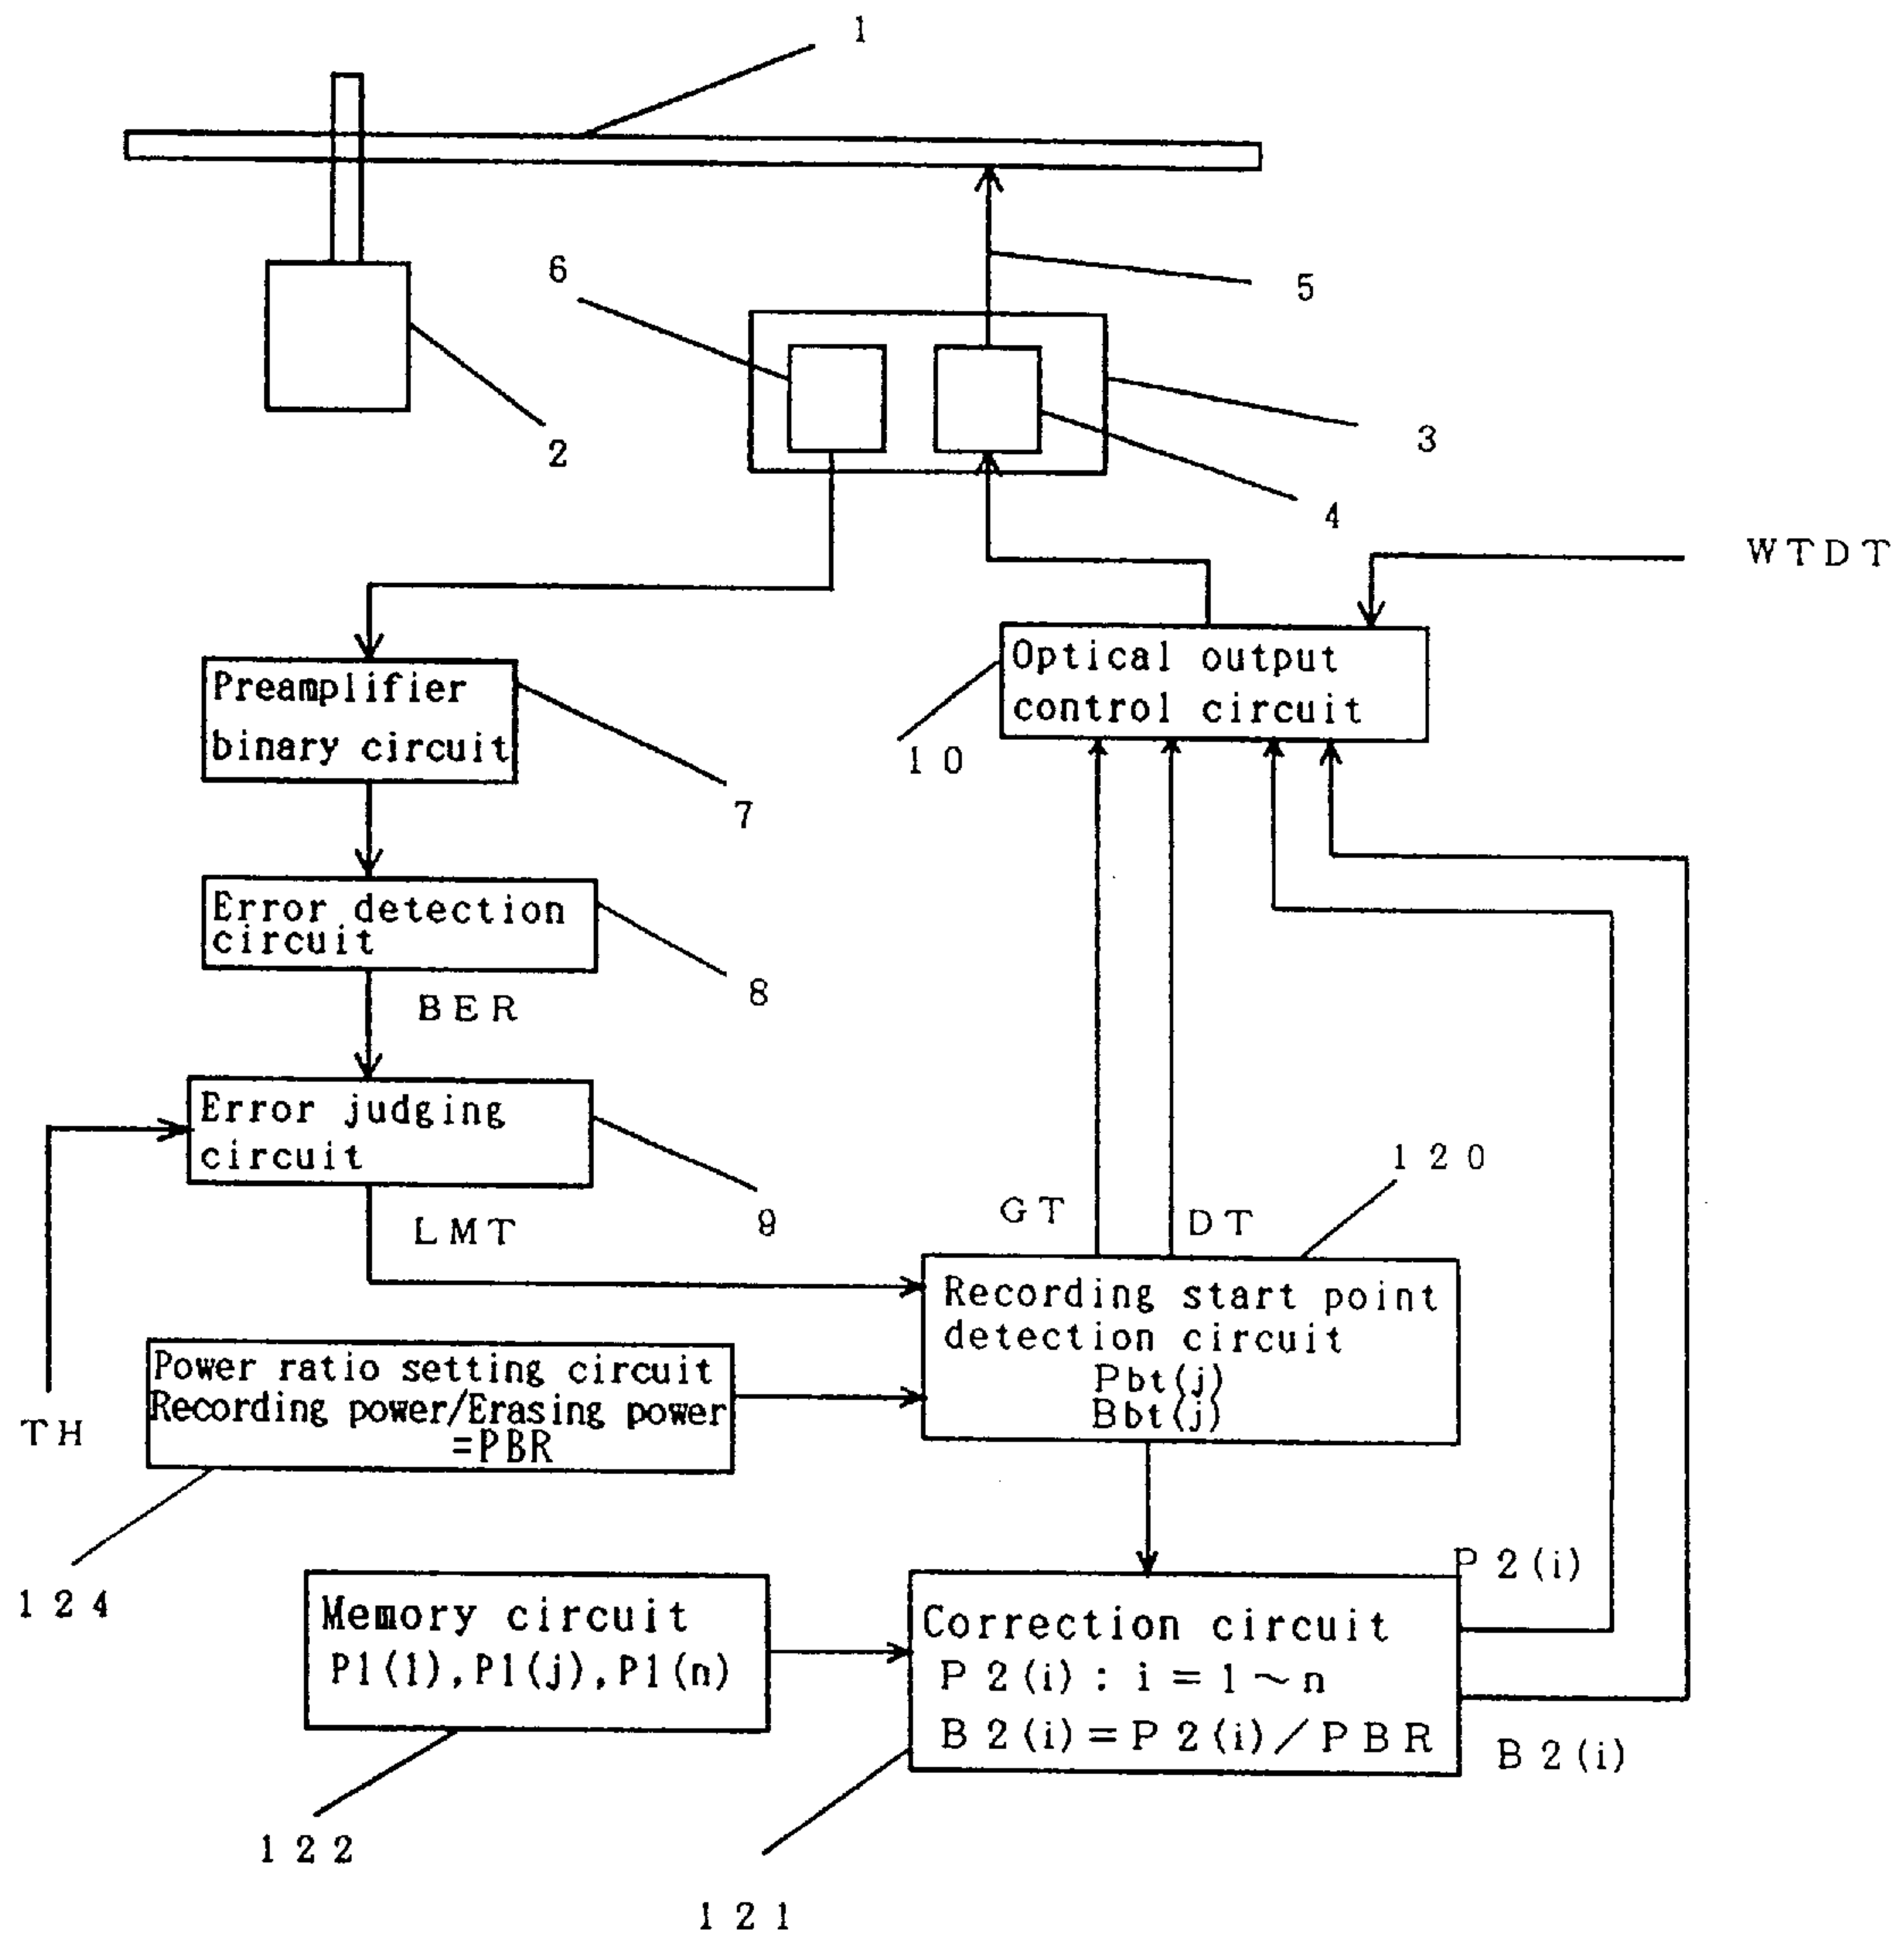 1
6
5
2
3
4
WTDT
Optical output
control circuit
10
Preamplifier
binary circuit
7
Error detection
circuit
8
BER
Error judging
circuit
9
LMT
TH
GT
DT
120
Recording start point
detection circuit
Pbt(j)
Bbt(j)
Power ratio setting circuit
Recording power/Erasing power
=PBR
124
Memory circuit
P1(1),P1(j),P1(n)
122
Correction circuit
P2(i):i=1~n
B2(i)=P2(i)/PBR
121
P2(i)
B2(i)